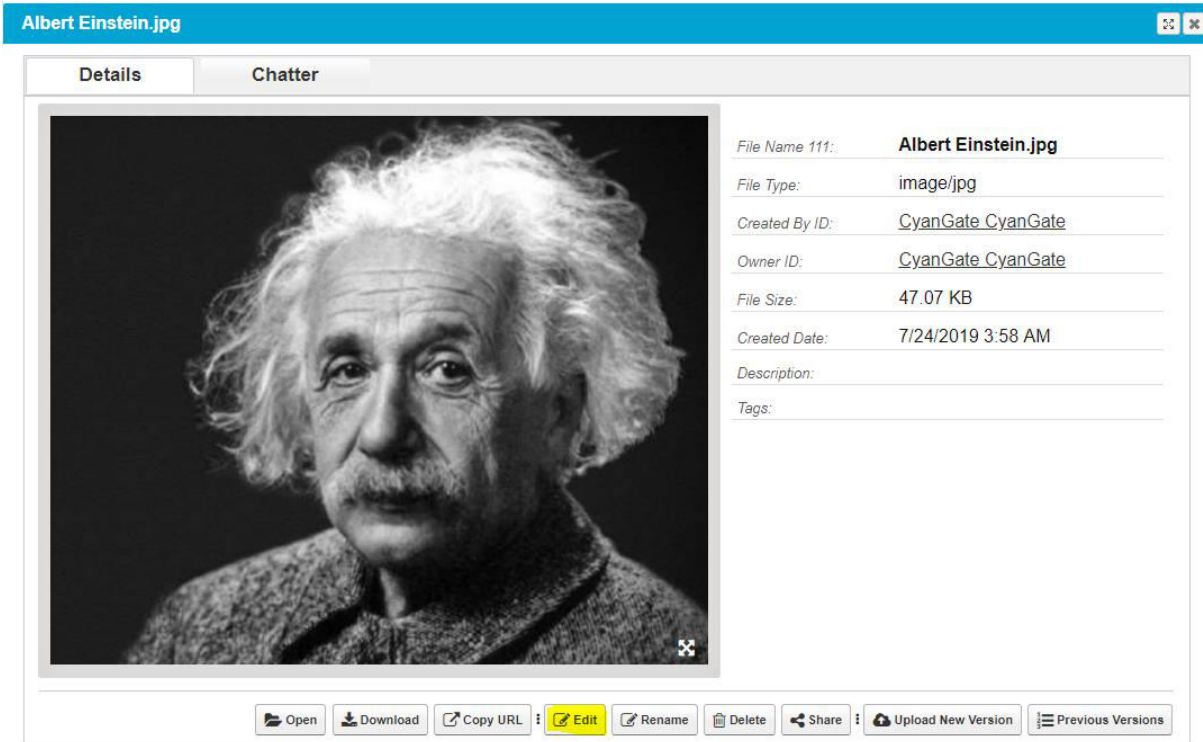 Albert Einstein.jpg
Details Chatter
File Name 111: Albert Einstein.jpg
File Type: image/jpg
Created By ID: CyanGate CyanGate
Owner ID: CyanGate CyanGate
File Size: 47.07 KB
Created Date: 7/24/2019 3:58 AM
Description:
Tags:
Open Download Copy URL Edit Rename Delete Share Upload New Version Previous Versions